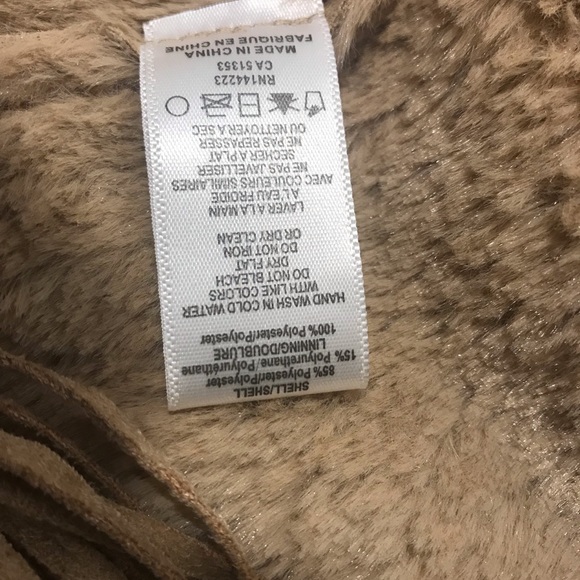 SHELL/SHELL
85% Polyester/Polyester
15% Polyurethane/Polyuréthane
LINNING/DOUBLURE
100% Polyester/Polyester
HAND WASH IN COLD WATER
WITH LIKE COLORS
DO NOT BLEACH
DRY FLAT
DO NOT IRON
OR DRY CLEAN
LAVER A LA MAIN
A L EAU FROIDE
AVEC COULEURS SIMILAIRES
NE PAS JAVELLISER
SECHER A PLAT
NE PAS REPASSER
OU NETTOYER A SEC
RN144223
CA 51353
MADE IN CHINA
FABRIQUE EN CHINE